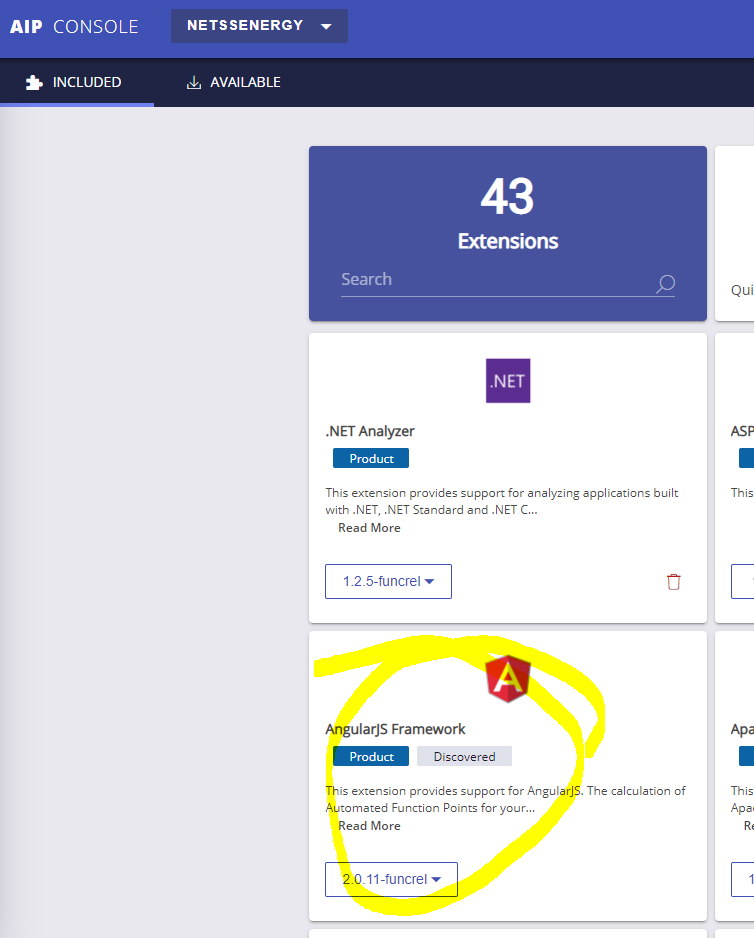 AIP CONSOLE
NETSSENERGY
INCLUDED
AVAILABLE
43
Extensions
Search
Qui
.NET
.NET Analyzer
Product
This extension provides support for analyzing applications built
with .NET, .NET Standard and .NET C...
Read More
1.2.5-funcrel
ASP
This
AngularJS Framework
Product
Discovered
This extension provides support for AngularJS. The calculation of
Automated Function Points for your...
Read More
2.0.11-funcrel
Apa
This
Apac
Re
1